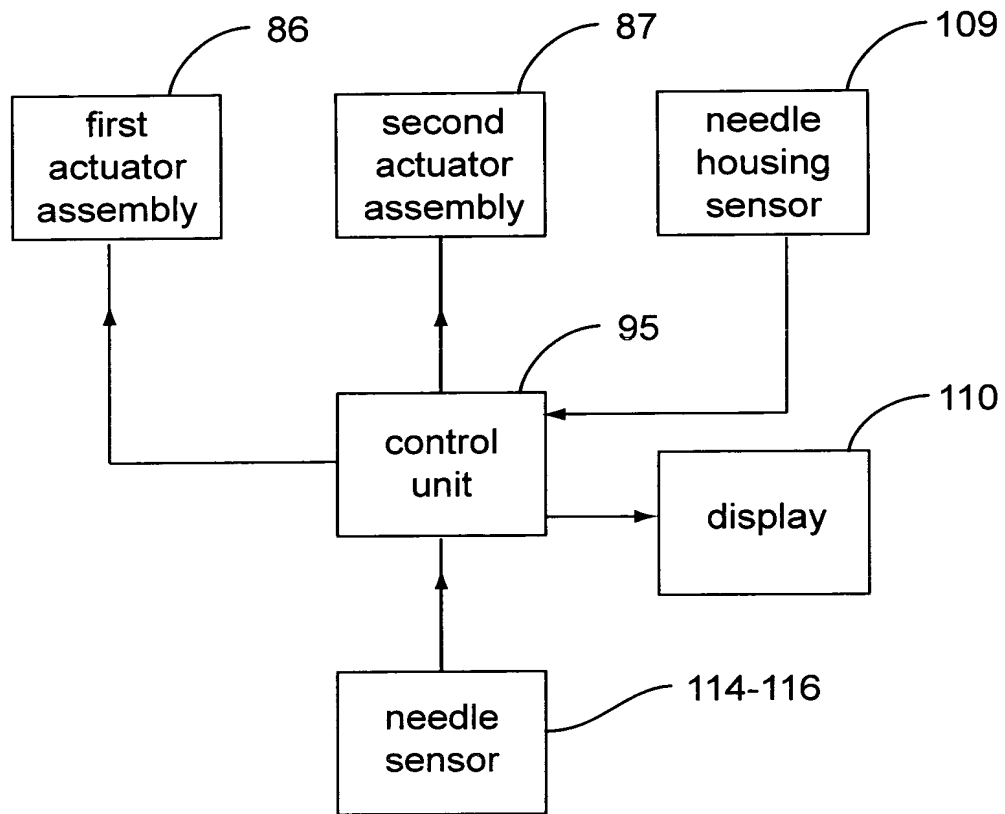 86
87
109
first
actuator
assembly
second
actuator
assembly
needle
housing
sensor
95
110
control
unit
display
114-116
needle
sensor